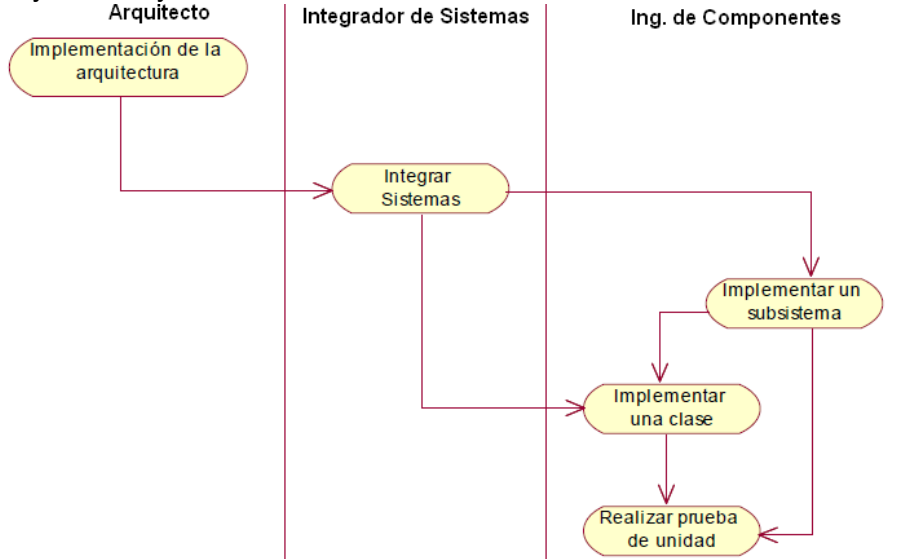 Arquitecto
Integrador de Sistemas
Ing. de Componentes
Implementación de la
arquitectura
Integrar
Sistemas
Implementar un
subsistema
Implementar
una clase
Realizar prueba
de unidad